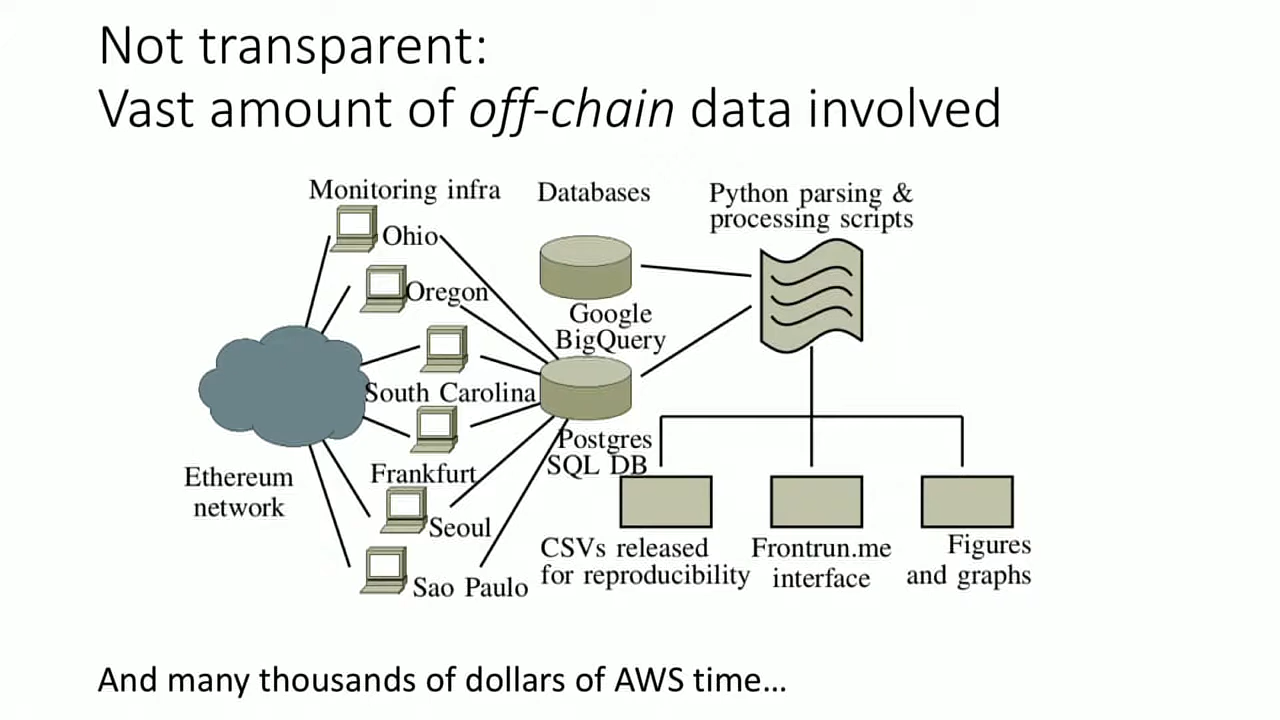 Not transparent:
Vast amount of off-chain data involved
Monitoring infra
Databases
Python parsing &
processing scripts
Ohio
Oregon
South Carolina
Frankfurt
Seoul
Sao Paulo
Ethereum
network
Google
BigQuery
Postgres
SQL DB
CSVs released
for reproducibility
Frontrun.me
interface
Figures
and graphs
And many thousands of dollars of AWS time...